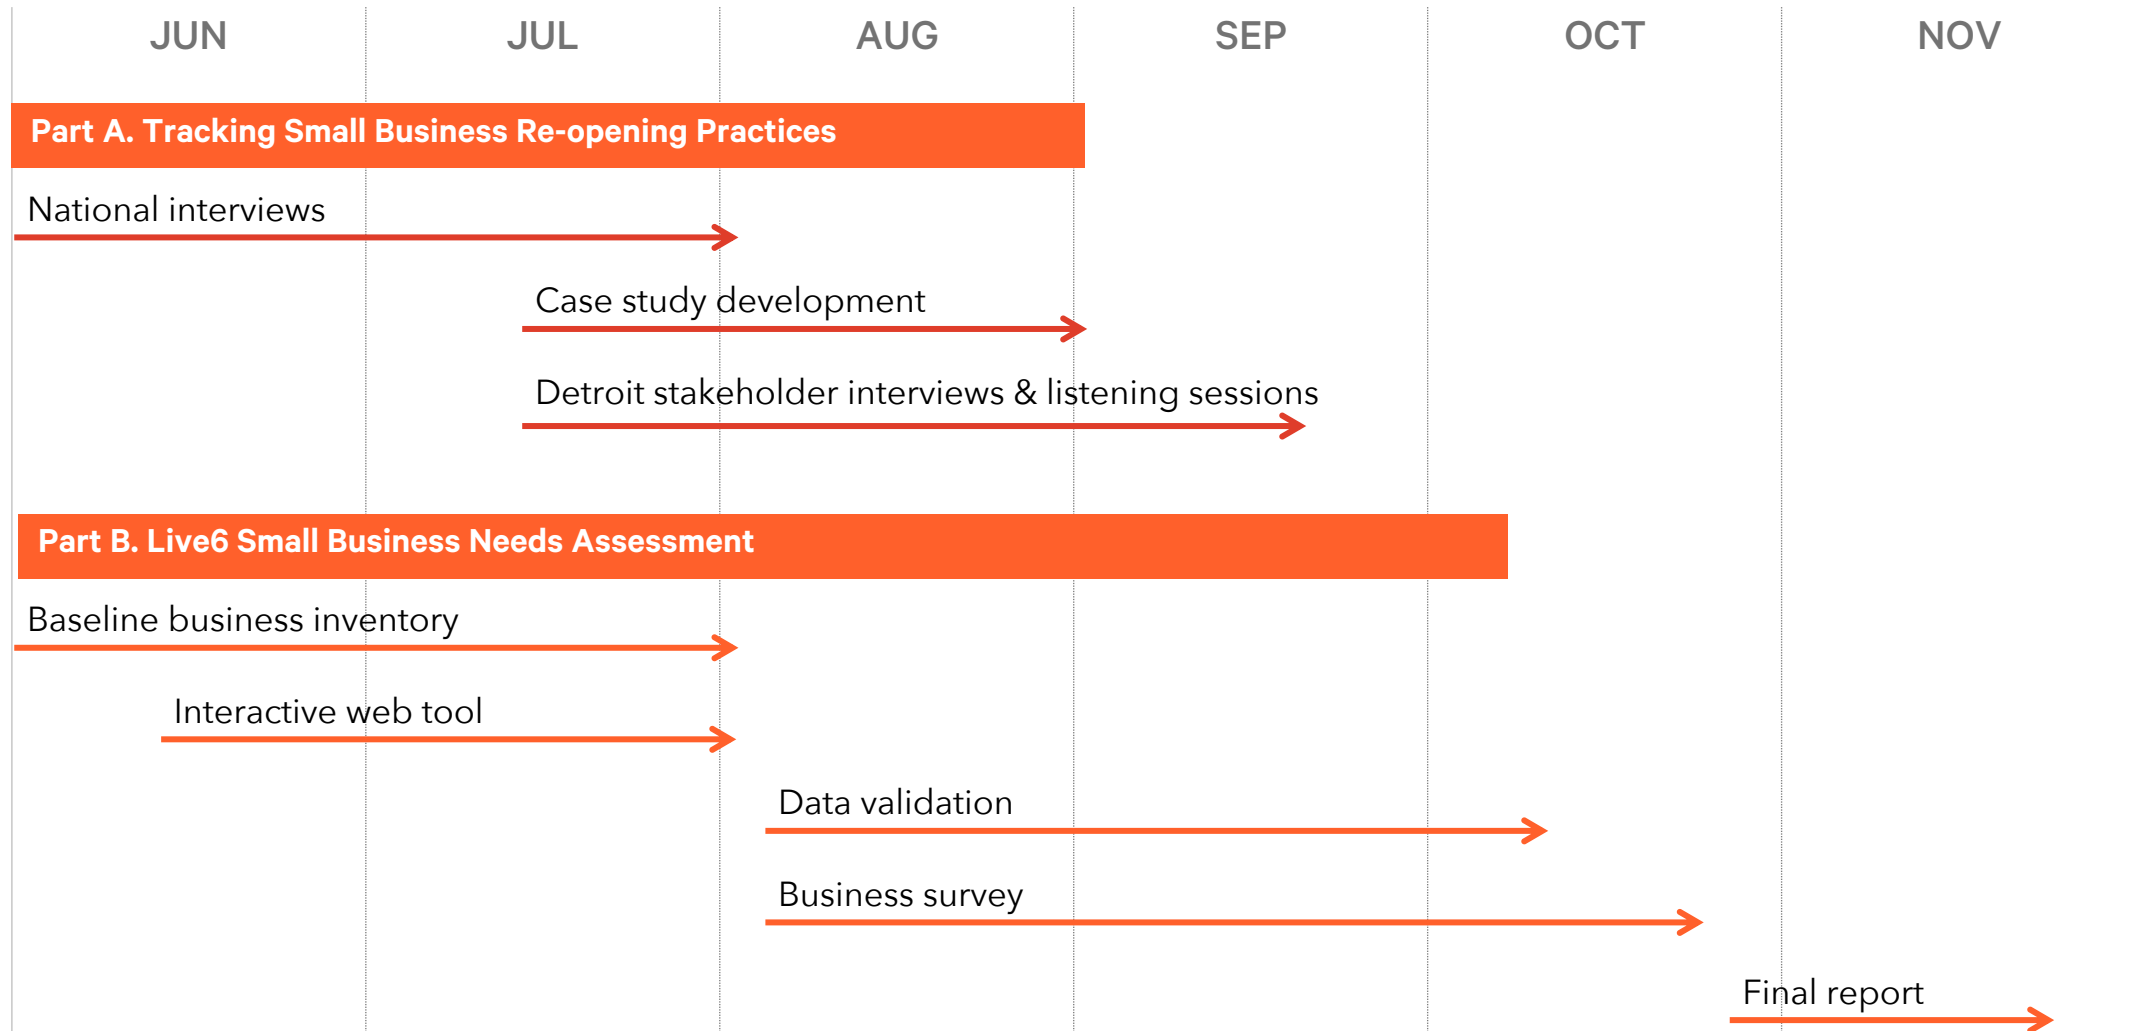 JUN JUL AUG SEP OCT NOV
Part A. Tracking Small Business Re-opening Practices
National interviews
Case study development
Detroit stakeholder interviews & listening sessions
Part B. Live6 Small Business Needs Assessment
Baseline business inventory
Interactive web tool
Data validation
Business survey
Final report